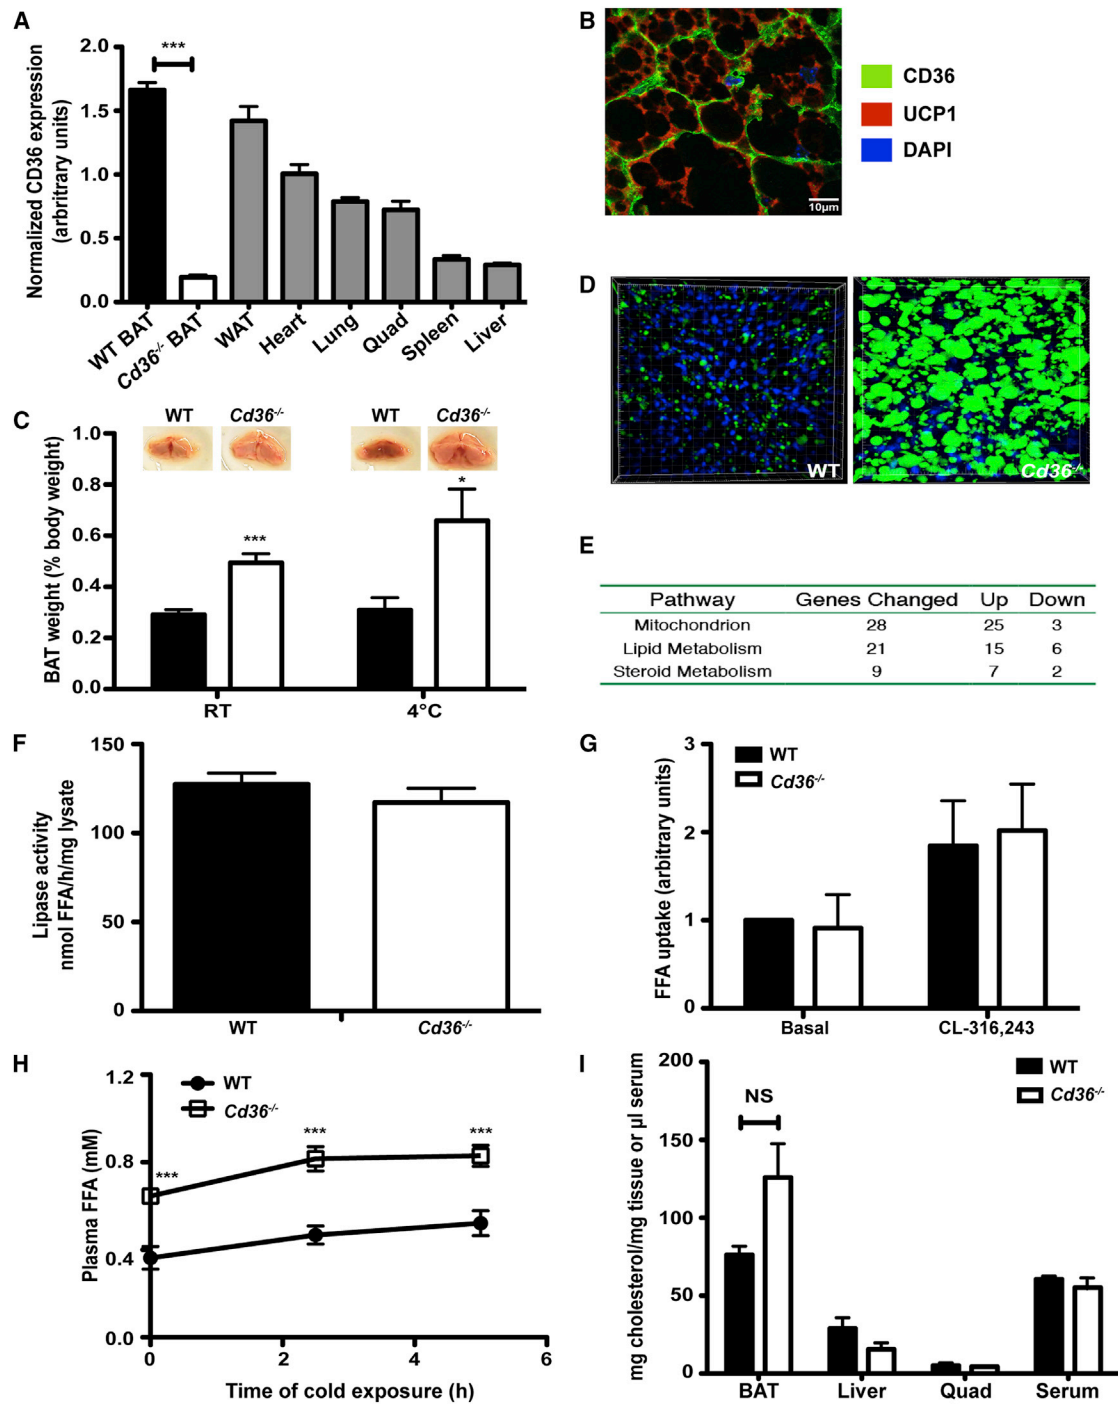 A
Normalized CD36 expression
(arbritrary units)
2.0
1.5
1.0
0.5
0.0
***
WT BAT
Cd36-/- BAT
WAT
Heart
Lung
Quad
Spleen
Liver
B
10µm
CD36
UCP1
DAPI
C
WT
Cd36-/-
WT
Cd36-/-
BAT weight (% body weight)
1.0
0.8
0.6
0.4
0.2
0.0
***
*
RT
4°C
D
WT
Cd36-/-
E
Pathway Genes Changed Up Down
Mitochondrion 28 25 3
Lipid Metabolism 21 15 6
Steroid Metabolism 9 7 2
F
Lipase activity
nmol FFA/h/mg lysate
150
100
50
0
WT
Cd36-/-
G
FFA uptake (arbitrary units)
3
2
1
0
WT
Cd36-/-
Basal
CL-316,243
H
Plasma FFA (mM)
1.2
0.8
0.4
0.0
WT
Cd36-/-
***
***
***
0
2
4
6
Time of cold exposure (h)
I
mg cholesterol/mg tissue or µl serum
200
150
100
50
0
NS
WT
Cd36-/-
BAT
Liver
Quad
Serum